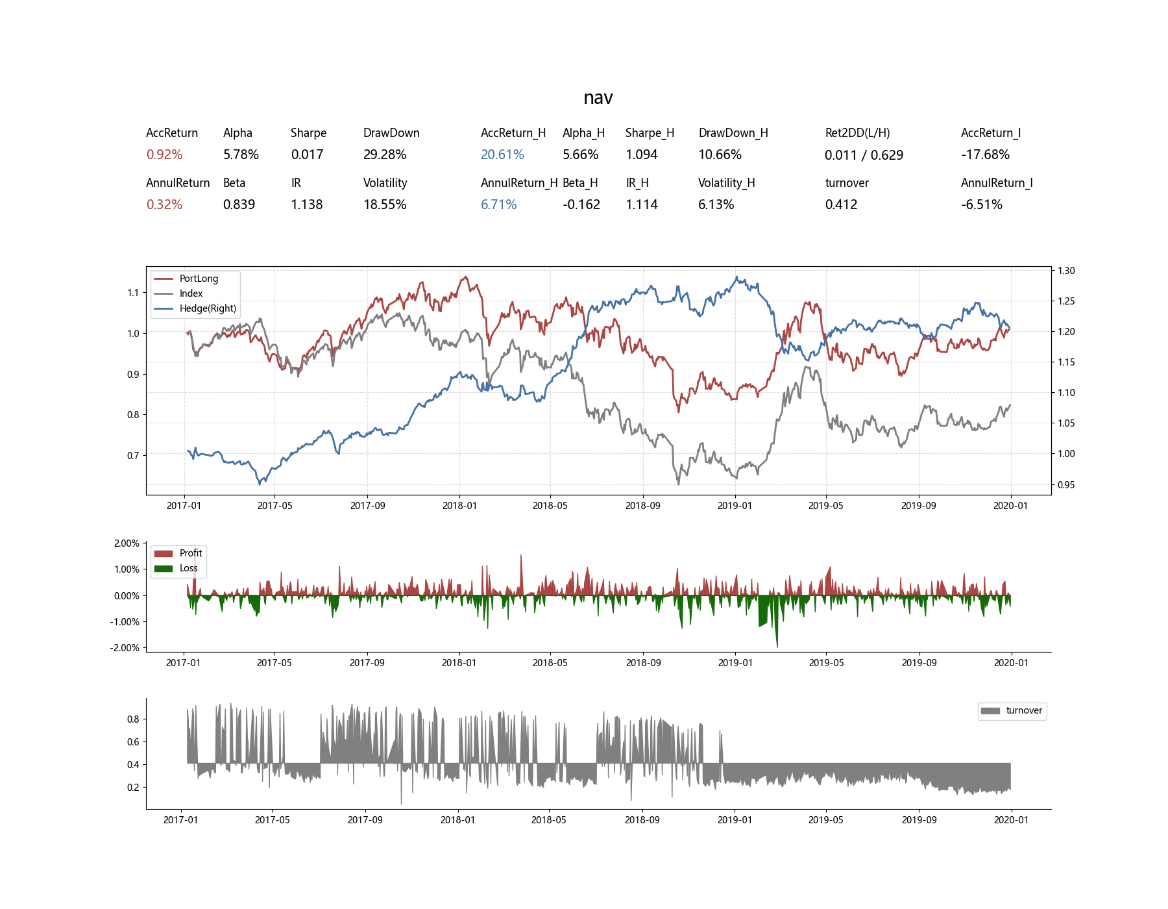 nav
AccReturn Alpha Sharpe DrawDown AccReturn_H Alpha_H Sharpe_H DrawDown_H Ret2DD(L/H) AccReturn_I
0.92% 5.78% 0.017 29.28% 20.61% 5.66% 1.094 10.66% 0.011 / 0.629 -17.68%
AnnulReturn Beta IR Volatility AnnulReturn_H Beta_H IR_H Volatility_H turnover AnnulReturn_I
0.32% 0.839 1.138 18.55% 6.71% -0.162 1.114 6.13% 0.412 -6.51%
PortLong
Index
Hedge(Right)
1.1
1.0
0.9
0.8
0.7
1.30
1.25
1.20
1.15
1.10
1.05
1.00
0.95
2017-01 2017-05 2017-09 2018-01 2018-05 2018-09 2019-01 2019-05 2019-09 2020-01
2.00%
1.00%
0.00%
-1.00%
-2.00%
Profit
Loss
2017-01 2017-05 2017-09 2018-01 2018-05 2018-09 2019-01 2019-05 2019-09 2020-01
turnover
0.8
0.6
0.4
0.2
2017-01 2017-05 2017-09 2018-01 2018-05 2018-09 2019-01 2019-05 2019-09 2020-01